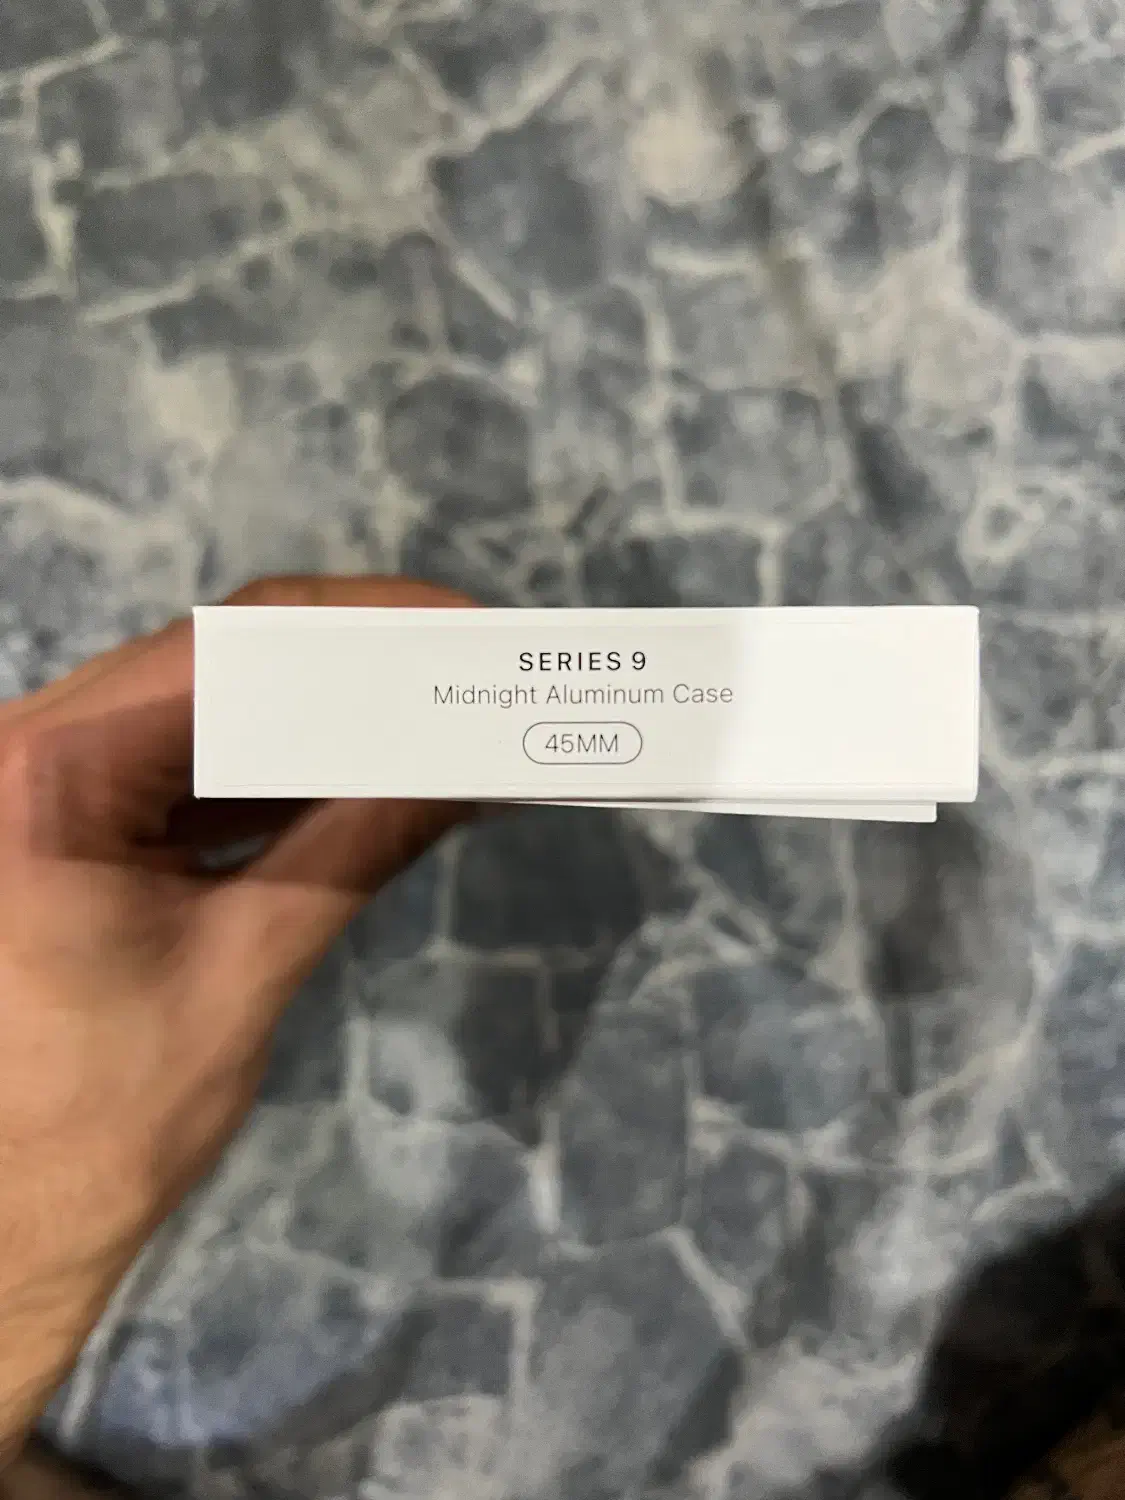 SERIES 9
Midnight Aluminum Case
45MM